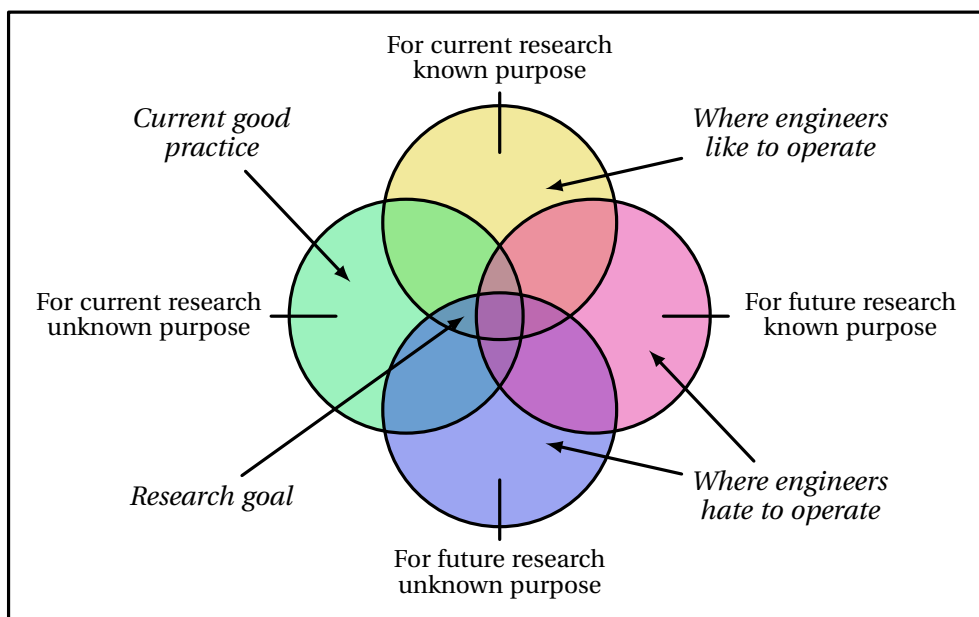 For current research
known purpose
Current good
practice
Where engineers
like to operate
For current research
unknown purpose
For future research
known purpose
Research goal
Where engineers
hate to operate
For future research
unknown purpose